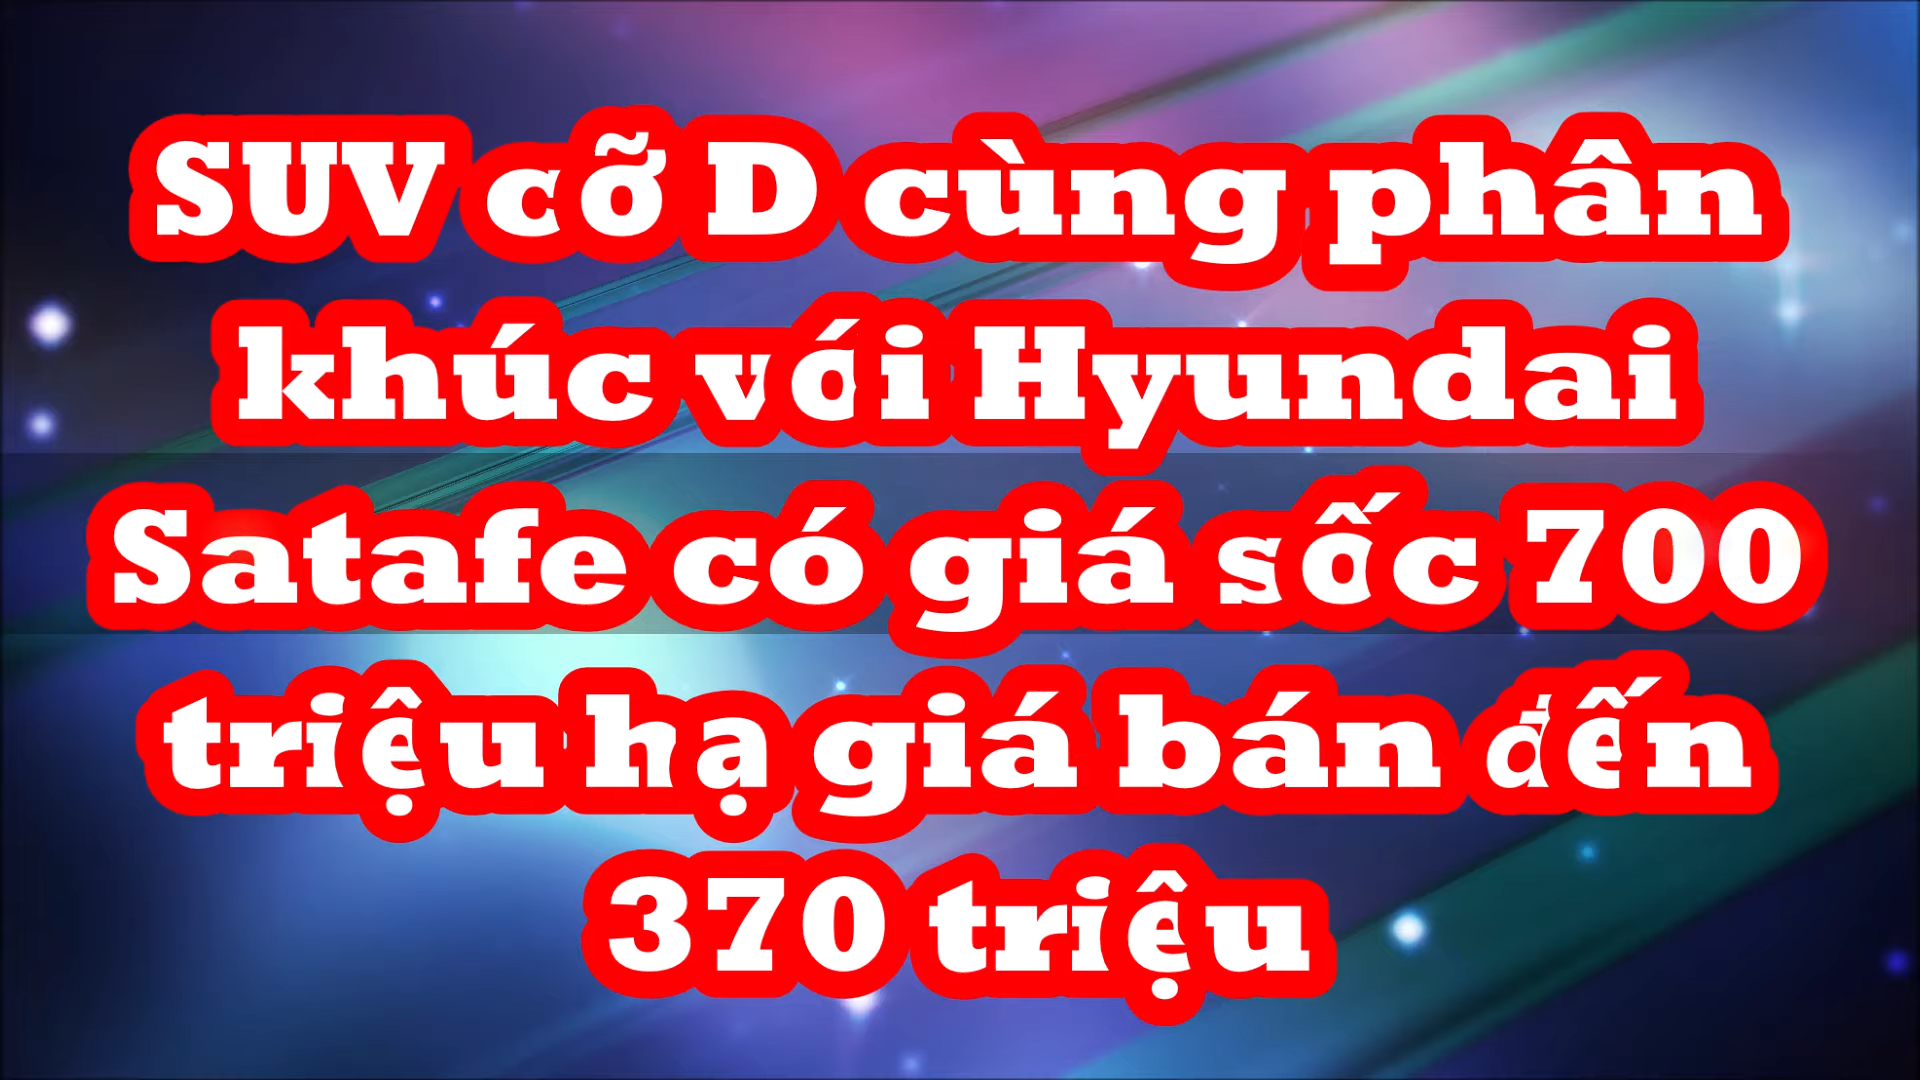 SUV cỡ D cùng phân
khúc với Hyundai
Satafe có giá sốc 700
triệu hạ giá bán đến
370 triệu